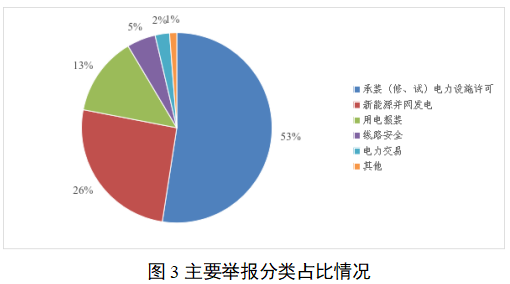 2%
1%
5%
13%
53%
26%
承装（修、试）电力设施许可
新能源并网发电
用电报装
线路安全
电力交易
其他
图 3 主要举报分类占比情况